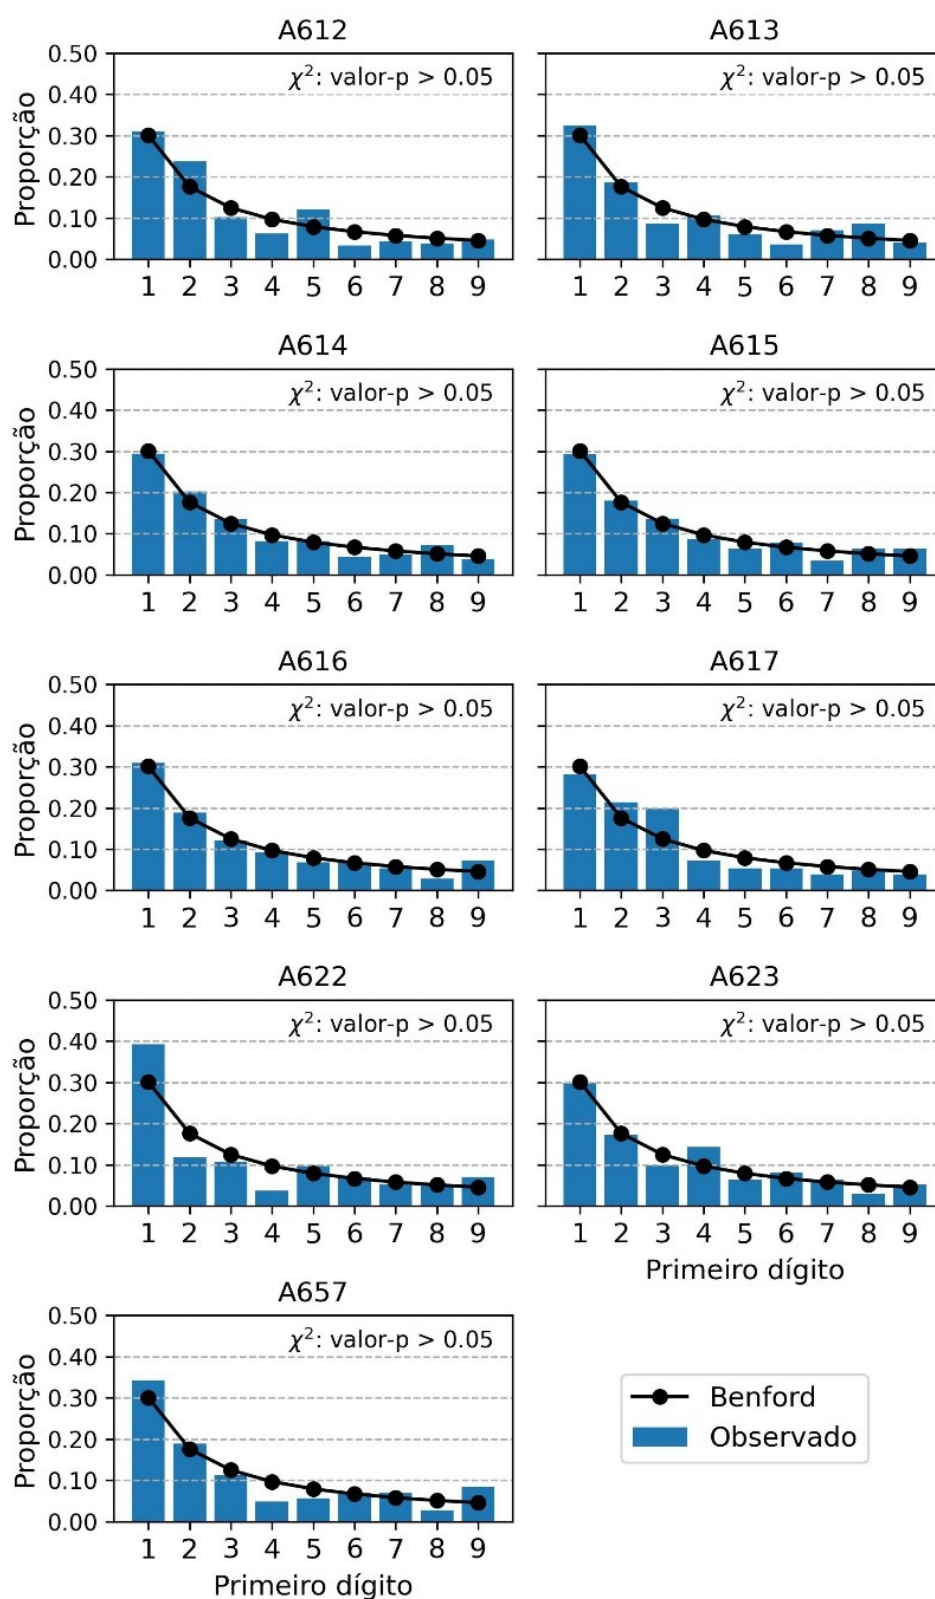 A612
χ²: valor-p > 0.05
Proporção
0.50
0.40
0.30
0.20
0.10
0.00
1 2 3 4 5 6 7 8 9
A613
χ²: valor-p > 0.05
1 2 3 4 5 6 7 8 9
A614
χ²: valor-p > 0.05
Proporção
0.50
0.40
0.30
0.20
0.10
0.00
1 2 3 4 5 6 7 8 9
A615
χ²: valor-p > 0.05
1 2 3 4 5 6 7 8 9
A616
χ²: valor-p > 0.05
Proporção
0.50
0.40
0.30
0.20
0.10
0.00
1 2 3 4 5 6 7 8 9
A617
χ²: valor-p > 0.05
1 2 3 4 5 6 7 8 9
A622
χ²: valor-p > 0.05
Proporção
0.50
0.40
0.30
0.20
0.10
0.00
1 2 3 4 5 6 7 8 9
A623
χ²: valor-p > 0.05
1 2 3 4 5 6 7 8 9
Primeiro dígito
A657
χ²: valor-p > 0.05
Proporção
0.50
0.40
0.30
0.20
0.10
0.00
1 2 3 4 5 6 7 8 9
Primeiro dígito
Benford
Observado